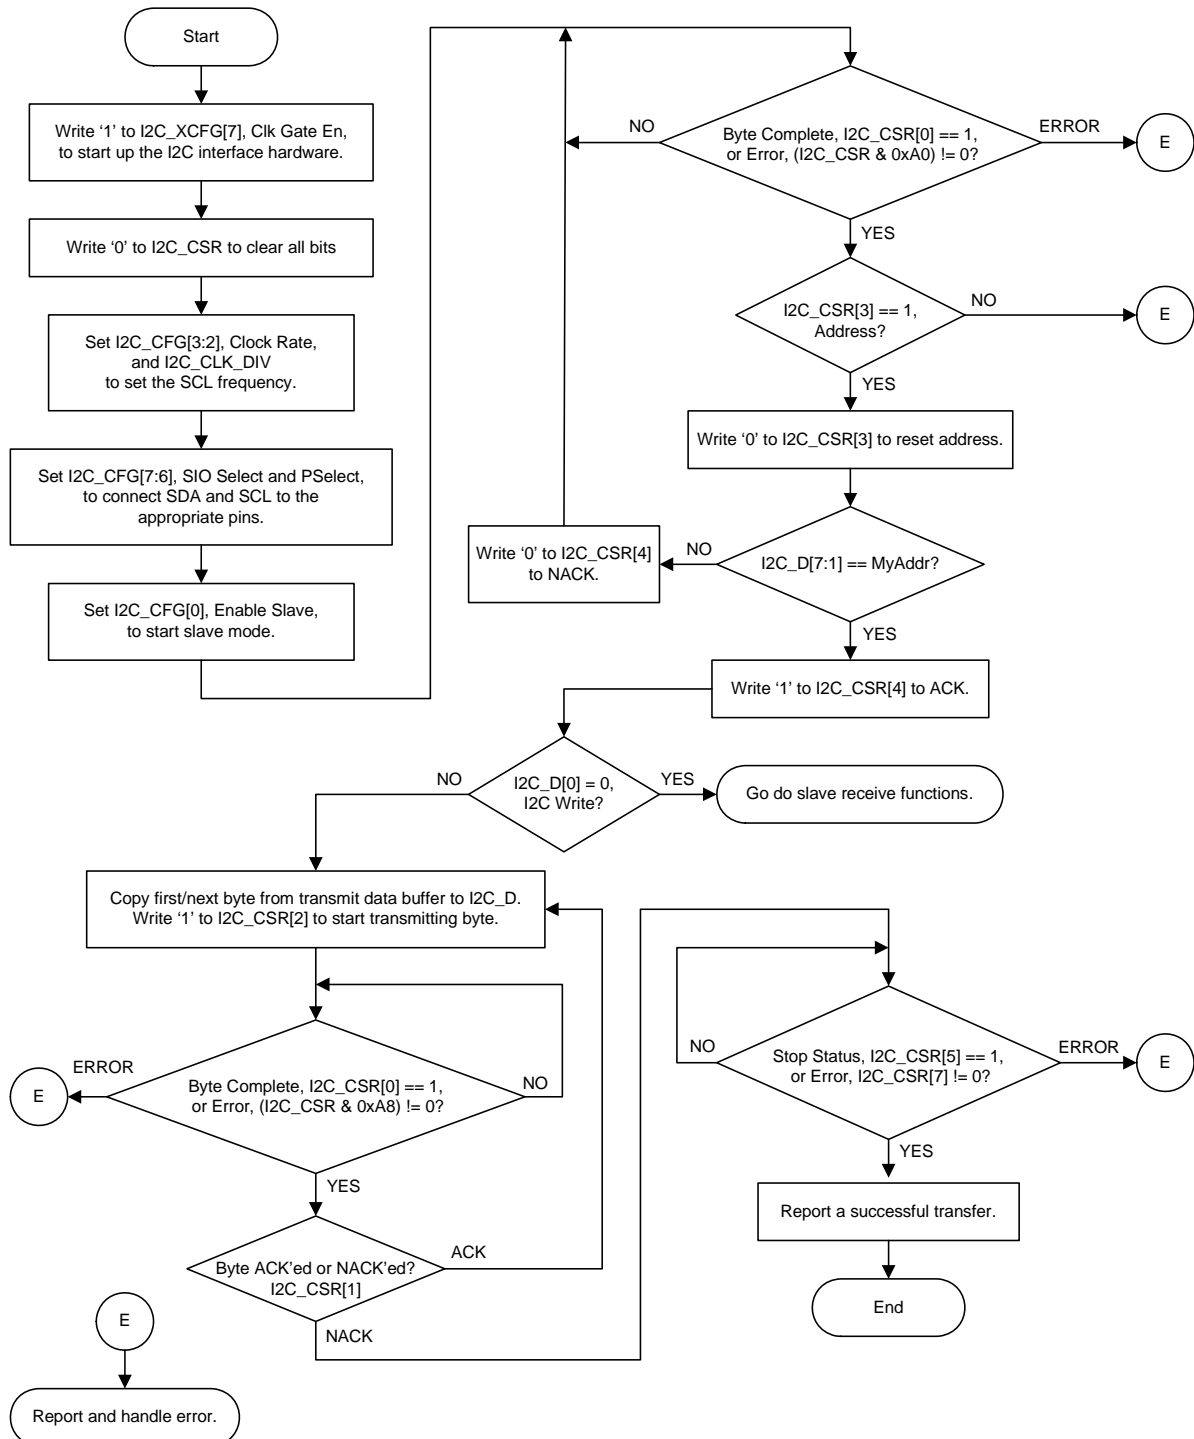 Start
Write ‘1’ to I2C_XCFG[7], Clk Gate En,
to start up the I2C interface hardware.
Write ‘0’ to I2C_CSR to clear all bits
Set I2C_CFG[3:2], Clock Rate,
and I2C_CLK_DIV
to set the SCL frequency.
Set I2C_CFG[7:6], SIO Select and PSelect,
to connect SDA and SCL to the
appropriate pins.
Set I2C_CFG[0], Enable Slave,
to start slave mode.
NO
Byte Complete, I2C_CSR[0] == 1,
or Error, (I2C_CSR & 0xA0) != 0?
ERROR
E
YES
I2C_CSR[3] == 1,
Address?
NO
E
YES
Write ‘0’ to I2C_CSR[3] to reset address.
I2C_D[7:1] == MyAddr?
NO
Write ‘0’ to I2C_CSR[4]
to NACK.
YES
Write ‘1’ to I2C_CSR[4] to ACK.
NO
I2C_D[0] = 0,
I2C Write?
YES
Go do slave receive functions.
Copy first/next byte from transmit data buffer to I2C_D.
Write ‘1’ to I2C_CSR[2] to start transmitting byte.
ERROR
E
Byte Complete, I2C_CSR[0] == 1,
or Error, (I2C_CSR & 0xA8) != 0?
NO
YES
Byte ACK’ed or NACK’ed?
I2C_CSR[1]
ACK
NACK
NO
Stop Status, I2C_CSR[5] == 1,
or Error, I2C_CSR[7] != 0?
ERROR
E
YES
Report a successful transfer.
End
E
Report and handle error.